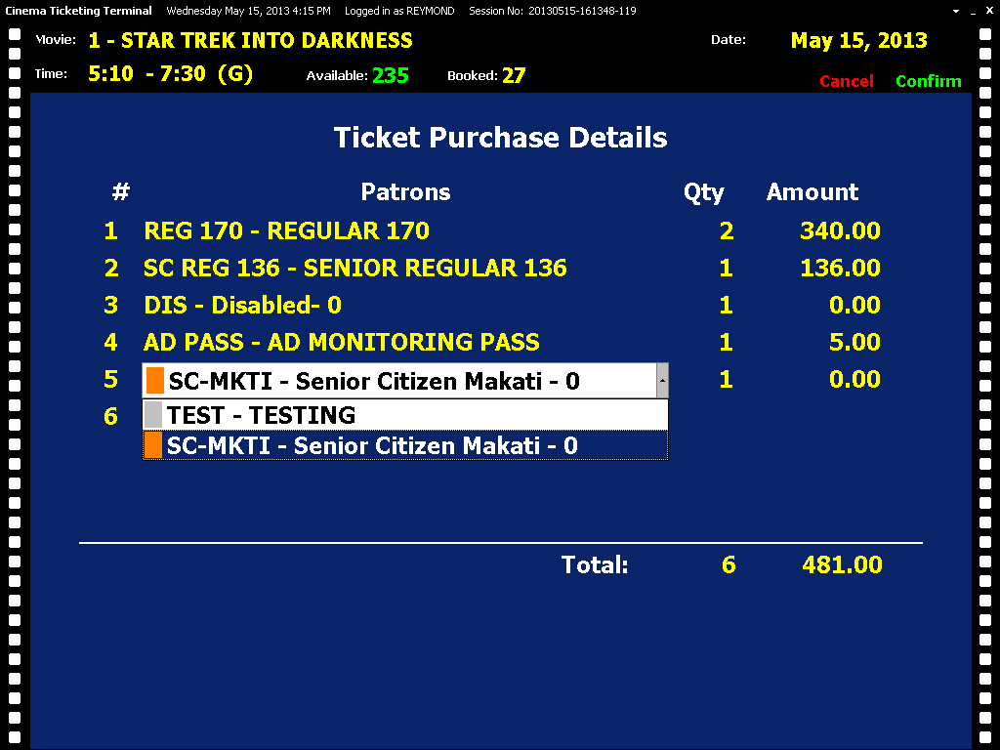 Cinema Ticketing Terminal Wednesday May 15, 2013 4:15 PM Logged in as REYMOND Session No: 20130515-161348-119
Movie: 1 - STAR TREK INTO DARKNESS Date: May 15, 2013
Time: 5:10 - 7:30 (G) Available: 235 Booked: 27
Cancel Confirm
Ticket Purchase Details
# Patrons Qty Amount
1 REG 170 - REGULAR 170 2 340.00
2 SC REG 136 - SENIOR REGULAR 136 1 136.00
3 DIS - Disabled- 0 1 0.00
4 AD PASS - AD MONITORING PASS 1 5.00
5 SC-MKTI - Senior Citizen Makati - 0 1 0.00
6 TEST - TESTING
SC-MKTI - Senior Citizen Makati - 0
Total: 6 481.00